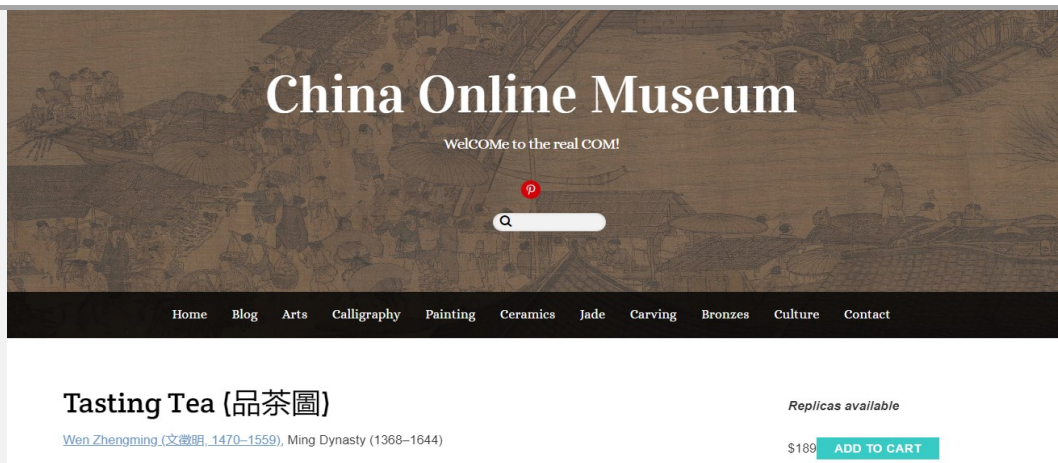 China Online Museum
WelCOMe to the real COM!
Home Blog Arts Calligraphy Painting Ceramics Jade Carving Bronzes Culture Contact
Tasting Tea (品茶圖)
Wen Zhengming (文徵明, 1470–1559), Ming Dynasty (1368–1644)
Replicas available
$189 ADD TO CART